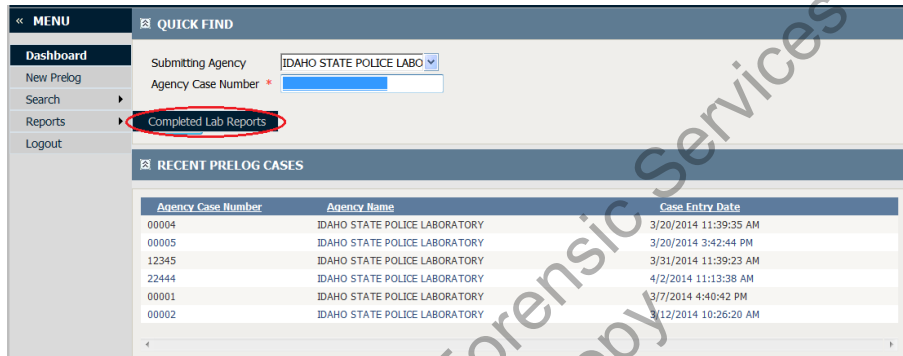 « MENU
Dashboard
New Prelog
Search
Reports
Logout
QUICK FIND
Submitting Agency IDAHO STATE POLICE LABO
Agency Case Number *
Completed Lab Reports
RECENT PRELOG CASES
Agency Case Number Agency Name Case Entry Date
00004 IDAHO STATE POLICE LABORATORY 3/20/2014 11:39:35 AM
00005 IDAHO STATE POLICE LABORATORY 3/20/2014 3:42:44 PM
12345 IDAHO STATE POLICE LABORATORY 3/31/2014 11:39:23 AM
22444 IDAHO STATE POLICE LABORATORY 4/2/2014 11:13:38 AM
00001 IDAHO STATE POLICE LABORATORY 3/7/2014 4:40:42 PM
00002 IDAHO STATE POLICE LABORATORY 3/12/2014 10:26:20 AM
Forensic Services
Copy